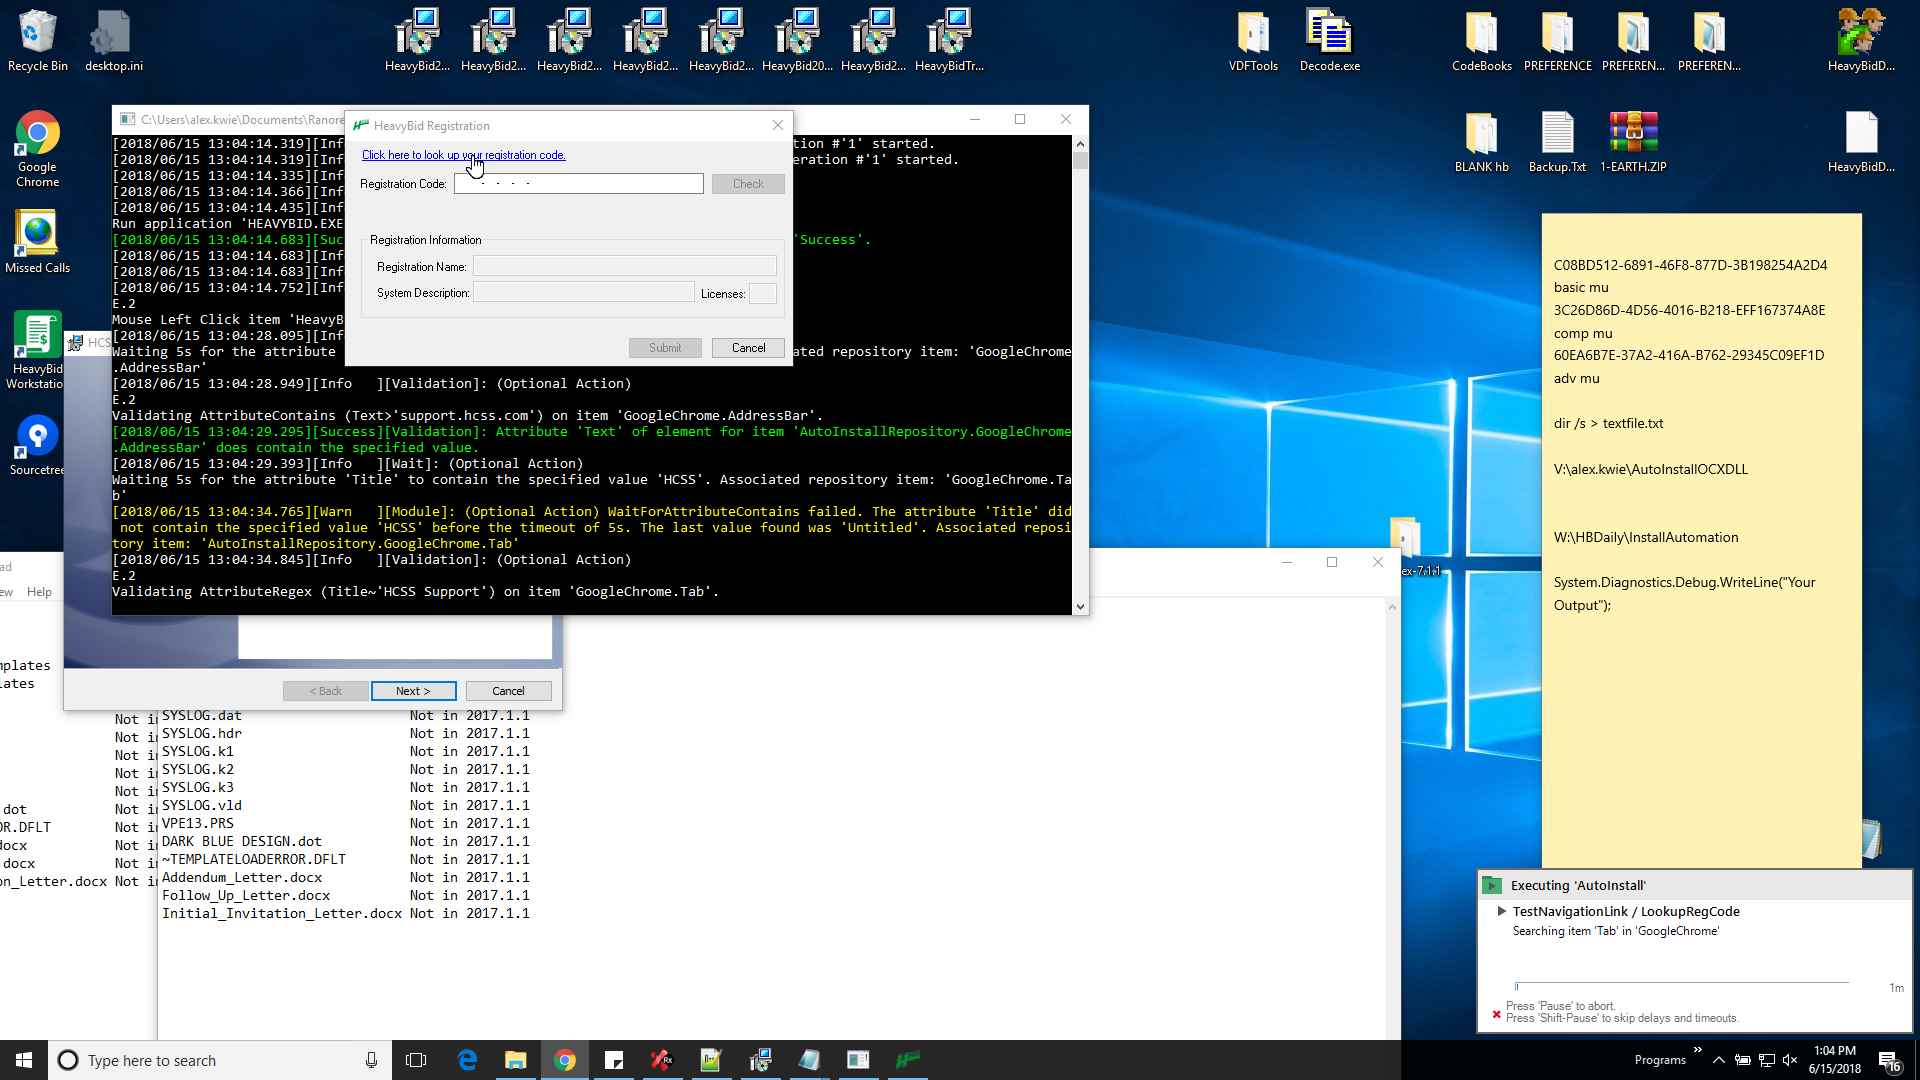 Recycle Bin
desktop.ini
HeavyBid2...
HeavyBid2...
HeavyBid2...
HeavyBid2...
HeavyBid2...
HeavyBid20...
HeavyBid2...
HeavyBidTr...
VDFTools
Decode.exe
CodeBooks
PREFERENCE
PREFEREN...
PREFEREN...
HeavyBidD...
Google
Chrome
Missed Calls
HeavyBid
Workstatio
Sourcetree
BLANK hb
Backup.Txt
1-EARTH.ZIP
HeavyBidD...
C:\Users\alex.kwie\Documents\Ranore
HeavyBid Registration
Click here to look up your registration code.
Registration Code:
- - - -
Check
Registration Information
Registration Name:
System Description:
Licenses:
Submit
Cancel
[2018/06/15 13:04:14.319][Inf
tion #'1' started.
[2018/06/15 13:04:14.319][Inf
eration #'1' started.
[2018/06/15 13:04:14.335][Inf
[2018/06/15 13:04:14.366][Inf
[2018/06/15 13:04:14.435][Inf
Run application 'HEAVYBID.EXE
[2018/06/15 13:04:14.683][Suc
'Success'.
[2018/06/15 13:04:14.683][Inf
[2018/06/15 13:04:14.683][Inf
[2018/06/15 13:04:14.752][Inf
E.2
Mouse Left Click item 'HeavyB
[2018/06/15 13:04:28.095][Inf
Waiting 5s for the attribute
ated repository item: 'GoogleChrome
.AddressBar'
[2018/06/15 13:04:28.949][Info   ][Validation]: (Optional Action)
E.2
Validating AttributeContains (Text>'support.hcss.com') on item 'GoogleChrome.AddressBar'.
[2018/06/15 13:04:29.295][Success][Validation]: Attribute 'Text' of element for item 'AutoInstallRepository.GoogleChrome
.AddressBar' does contain the specified value.
[2018/06/15 13:04:29.393][Info   ][Wait]: (Optional Action)
Waiting 5s for the attribute 'Title' to contain the specified value 'HCSS'. Associated repository item: 'GoogleChrome.Ta
b'
[2018/06/15 13:04:34.765][Warn   ][Module]: (Optional Action) WaitForAttributeContains failed. The attribute 'Title' did
not contain the specified value 'HCSS' before the timeout of 5s. The last value found was 'Untitled'. Associated reposi
tory item: 'AutoInstallRepository.GoogleChrome.Tab'
[2018/06/15 13:04:34.845][Info   ][Validation]: (Optional Action)
E.2
Validating AttributeRegex (Title~'HCSS Support') on item 'GoogleChrome.Tab'.
HCS
< Back
Next >
Cancel
ad
ew
Help
mplates
lates
Not in
Not in
Not in
Not in
Not in
.dot Not in
OR.DFLT Not in
docx Not in
.docx Not in
on_Letter.docx Not in
SYSLOG.dat Not in 2017.1.1
SYSLOG.hdr Not in 2017.1.1
SYSLOG.k1 Not in 2017.1.1
SYSLOG.k2 Not in 2017.1.1
SYSLOG.k3 Not in 2017.1.1
SYSLOG.vld Not in 2017.1.1
VPE13.PRS Not in 2017.1.1
DARK BLUE DESIGN.dot Not in 2017.1.1
~TEMPLATELOADERROR.DFLT Not in 2017.1.1
Addendum_Letter.docx Not in 2017.1.1
Follow_Up_Letter.docx Not in 2017.1.1
Initial_Invitation_Letter.docx Not in 2017.1.1
ex-7.1.1
C08BD512-6891-46F8-877D-3B198254A2D4
basic mu
3C26D86D-4D56-4016-B218-EFF167374A8E
comp mu
60EA6B7E-37A2-416A-B762-29345C09EF1D
adv mu
dir /s > textfile.txt
V:\alex.kwie\AutoInstallOCXDLL
W:\HBDaily\InstallAutomation
System.Diagnostics.Debug.WriteLine("Your
Output");
Executing 'AutoInstall'
TestNavigationLink / LookupRegCode
Searching item 'Tab' in 'GoogleChrome'
1m
Press 'Pause' to abort.
Press 'Shift-Pause' to skip delays and timeouts.
Type here to search
Programs
1:04 PM
6/15/2018
16